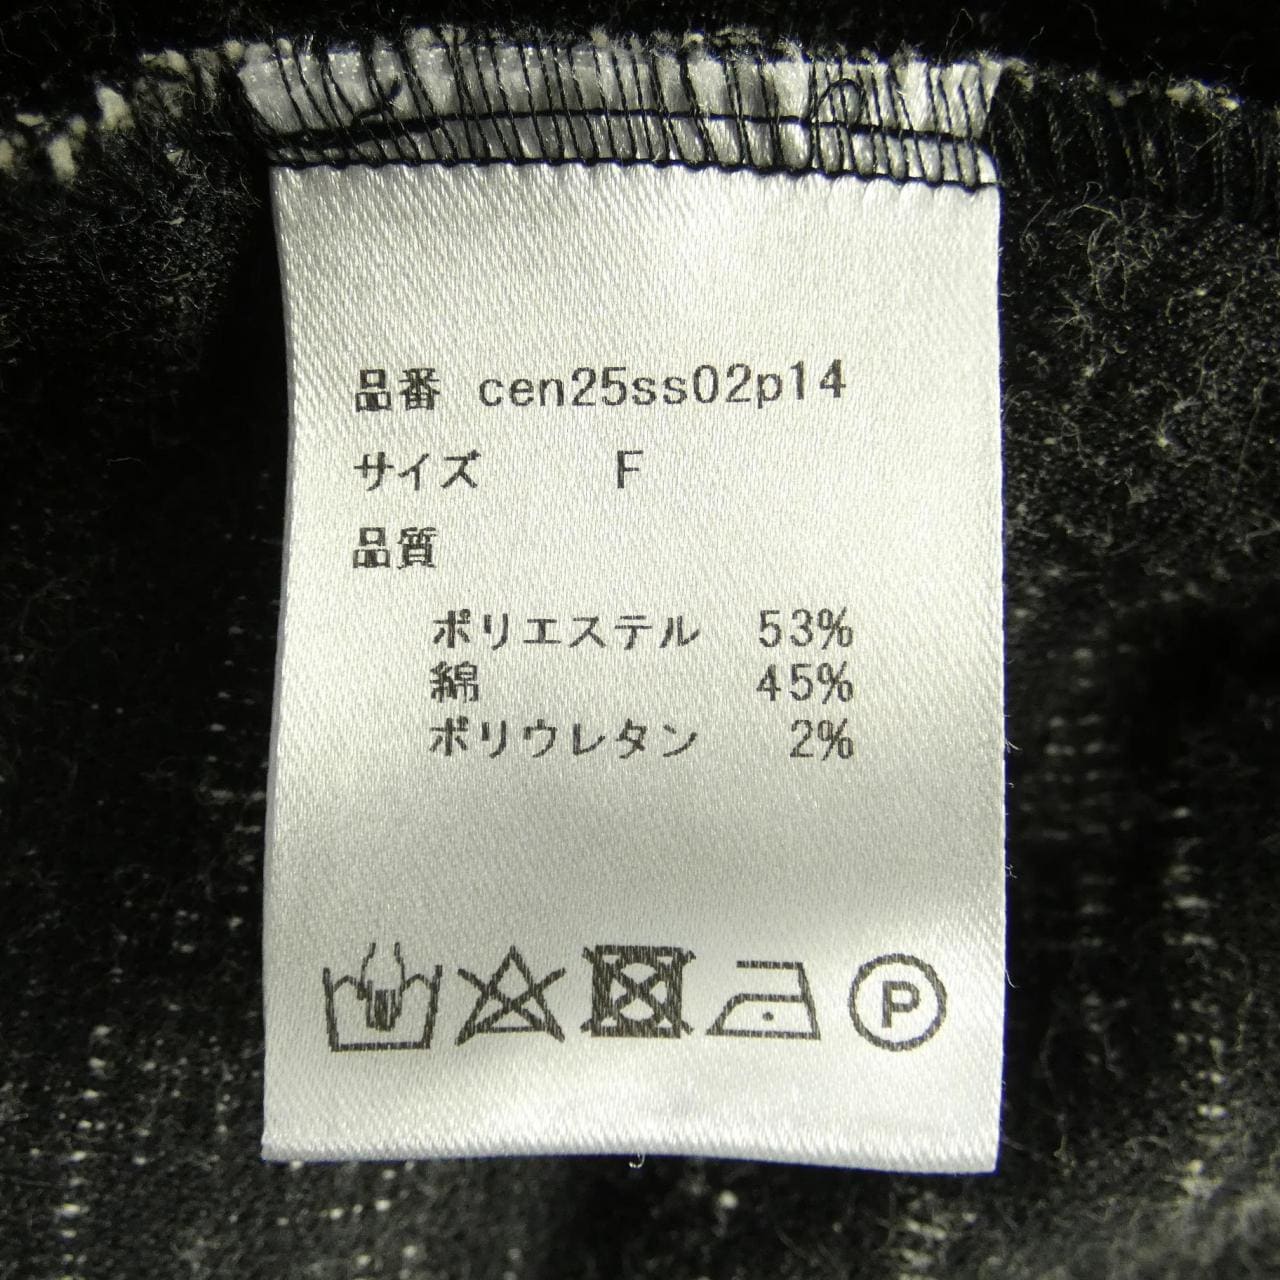 品番 cen25ss02p14
サイズ F
品質
ポリエステル 53%
綿 45%
ポリウレタン 2%
P